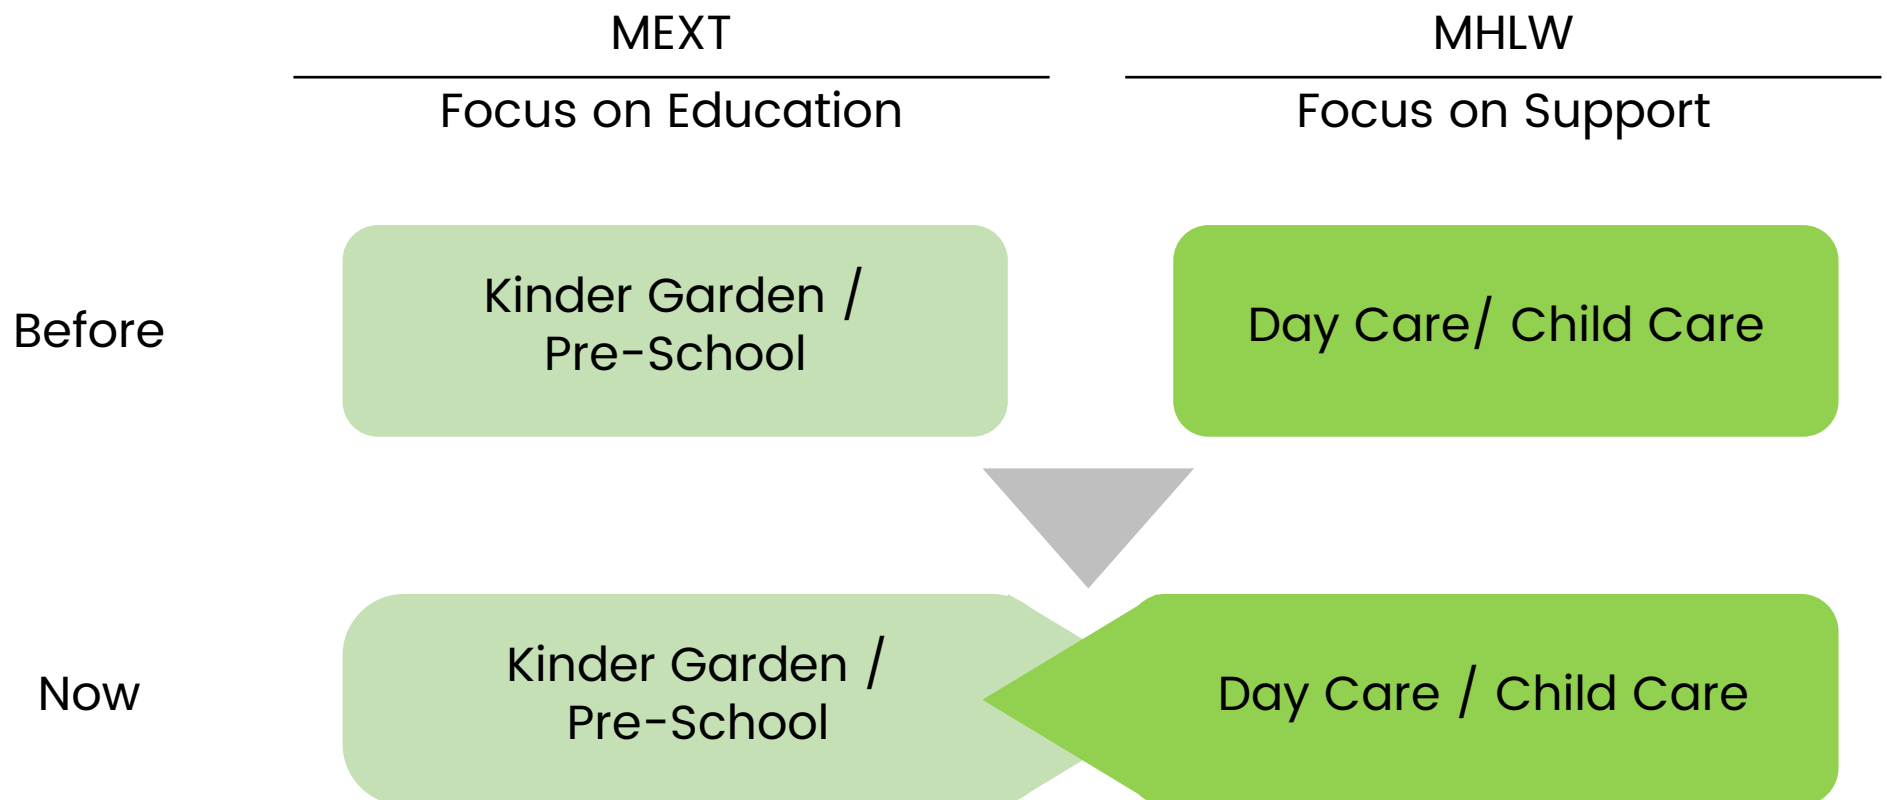 MEXT
MHLW
Focus on Education
Focus on Support
Before
Kinder Garden /
Pre-School
Day Care/ Child Care
Now
Kinder Garden /
Pre-School
Day Care / Child Care